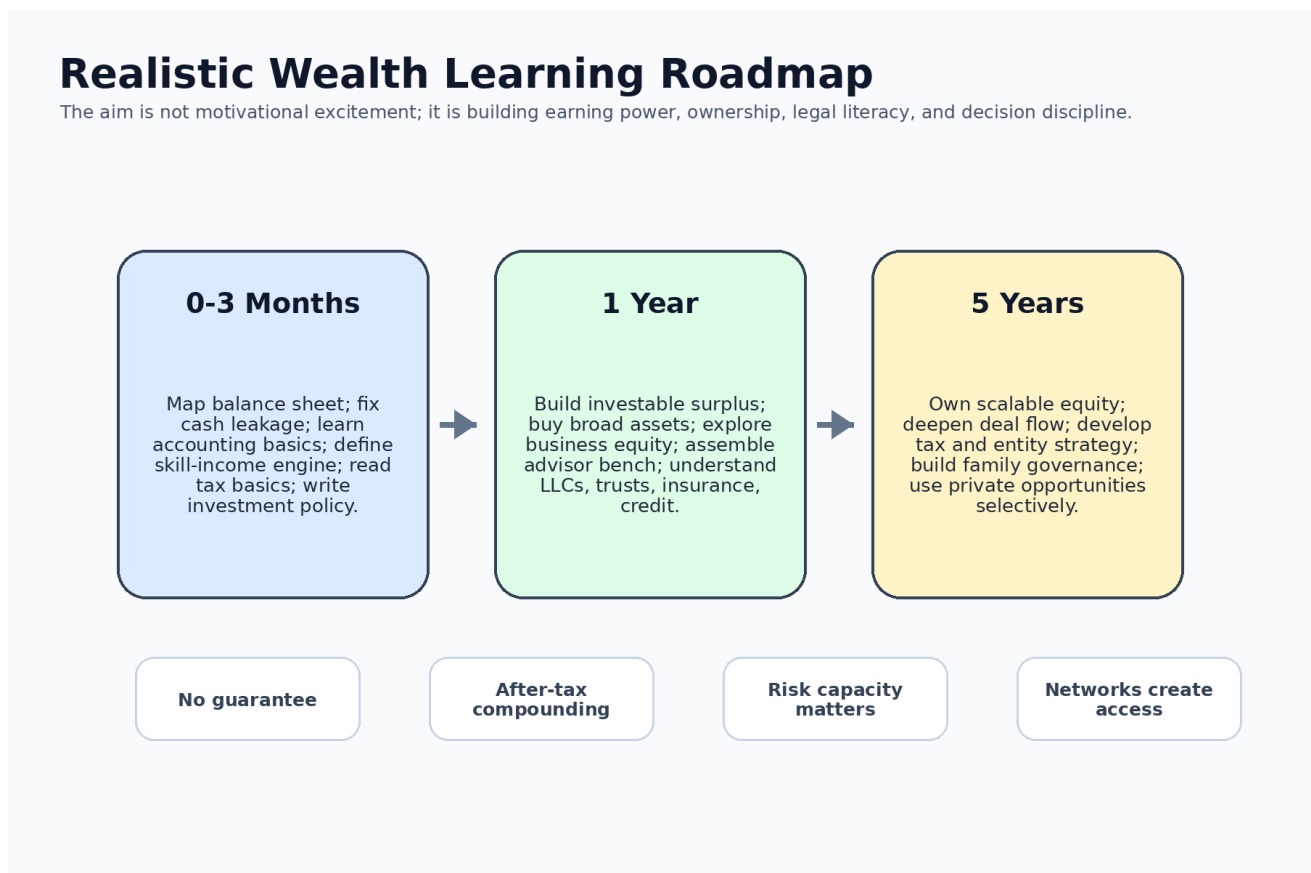 Realistic Wealth Learning Roadmap
The aim is not motivational excitement; it is building earning power, ownership, legal literacy, and decision discipline.
0-3 Months
Map balance sheet; fix
cash leakage; learn
accounting basics; define
skill-income engine; read
tax basics; write
investment policy.
1 Year
Build investable surplus;
buy broad assets; explore
business equity; assemble
advisor bench; understand
LLCs, trusts, insurance,
credit.
5 Years
Own scalable equity;
deepen deal flow; develop
tax and entity strategy;
build family governance;
use private opportunities
selectively.
No guarantee
After-tax
compounding
Risk capacity
matters
Networks create
access